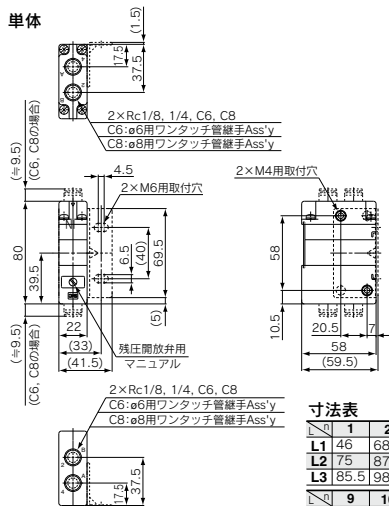 単体
(1.5)
17.5
37.5
2×Rc1/8, 1/4, C6, C8
C6:ø6用ワンタッチ管継手Ass'y
C8:ø8用ワンタッチ管継手Ass'y
(≒9.5)
(C6, C8の場合)
4.5
2×M6用取付穴
2×M4用取付穴
80
39.5
6.5
(40)
69.5
(5)
58
10.5
22
(33)
(41.5)
残圧開放弁用
マニュアル
20.5
7
58
(59.5)
(≒9.5)
(C6, C8の場合)
2×Rc1/8, 1/4, C6, C8
C6:ø6用ワンタッチ管継手Ass'y
C8:ø8用ワンタッチ管継手Ass'y
B
2
A
4
17.5
37.5
寸法表
L n 1 2
L1 46 68
L2 75 87
L3 85.5 98
L n 9 10